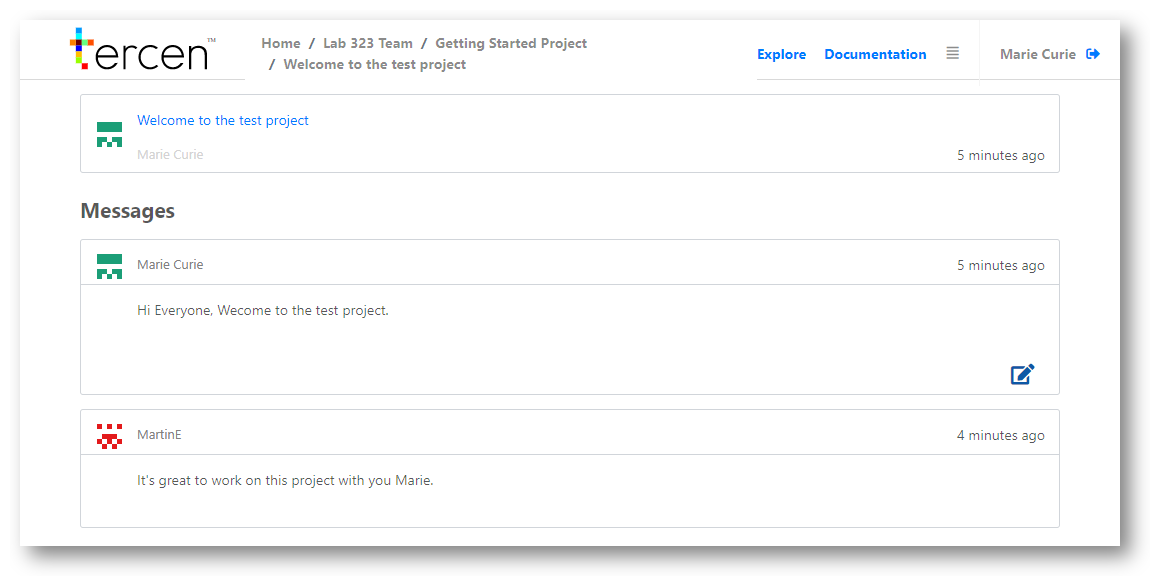 tercen™
Home / Lab 323 Team / Getting Started Project
/ Welcome to the test project
Explore Documentation Marie Curie
Welcome to the test project
Marie Curie 5 minutes ago
Messages
Marie Curie 5 minutes ago
Hi Everyone, Wecome to the test project.
MartinE 4 minutes ago
It's great to work on this project with you Marie.